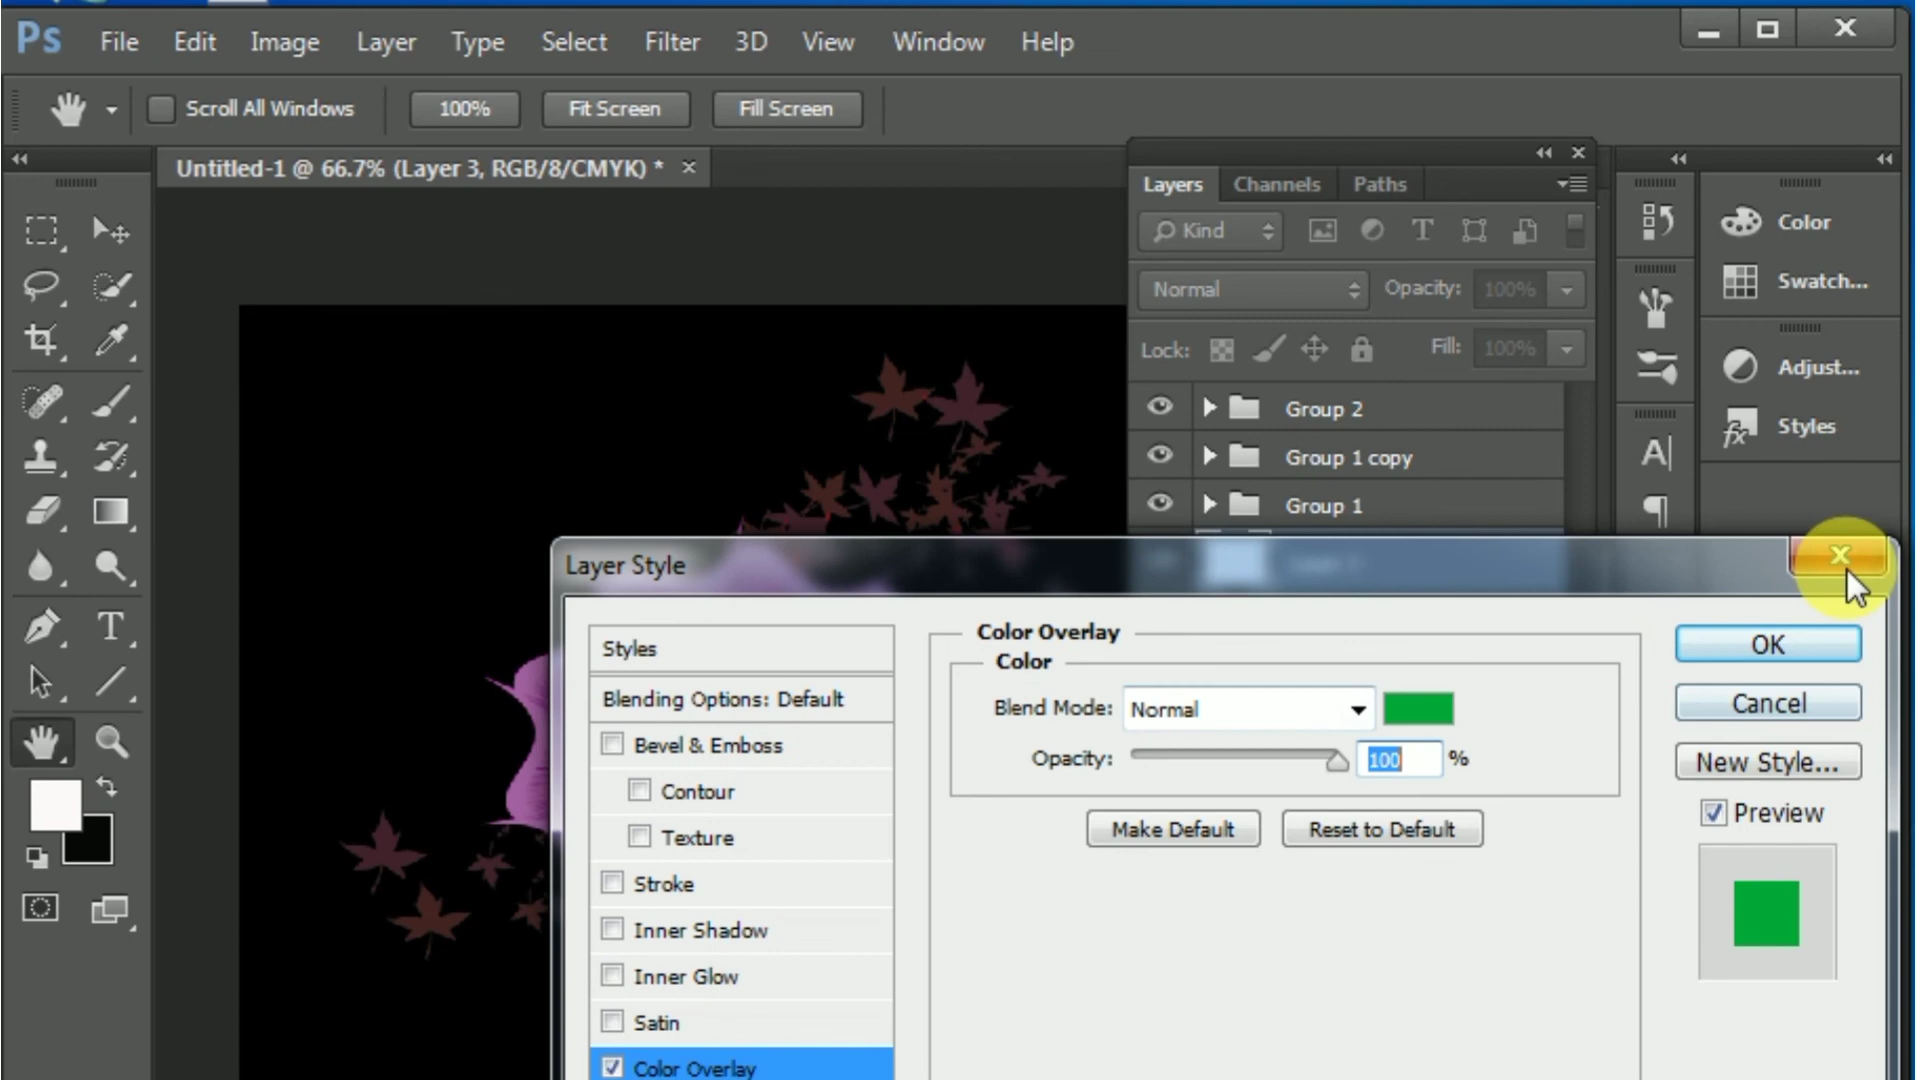 Ps File Edit Image Layer Type Select Filter 3D View Window Help
Scroll All Windows 100% Fit Screen Fill Screen
Untitled-1 @ 66.7% (Layer 3, RGB/8/CMYK) *
Layers Channels Paths
Kind
Normal Opacity: 100%
Lock: Fill: 100%
Group 2
Group 1 copy
Group 1
Color
Swatch...
Adjust...
Styles
Layer Style
Styles
Blending Options: Default
Bevel & Emboss
Contour
Texture
Stroke
Inner Shadow
Inner Glow
Satin
Color Overlay
Color Overlay
Color
Blend Mode: Normal
Opacity: 100 %
Make Default Reset to Default
OK
Cancel
New Style...
Preview